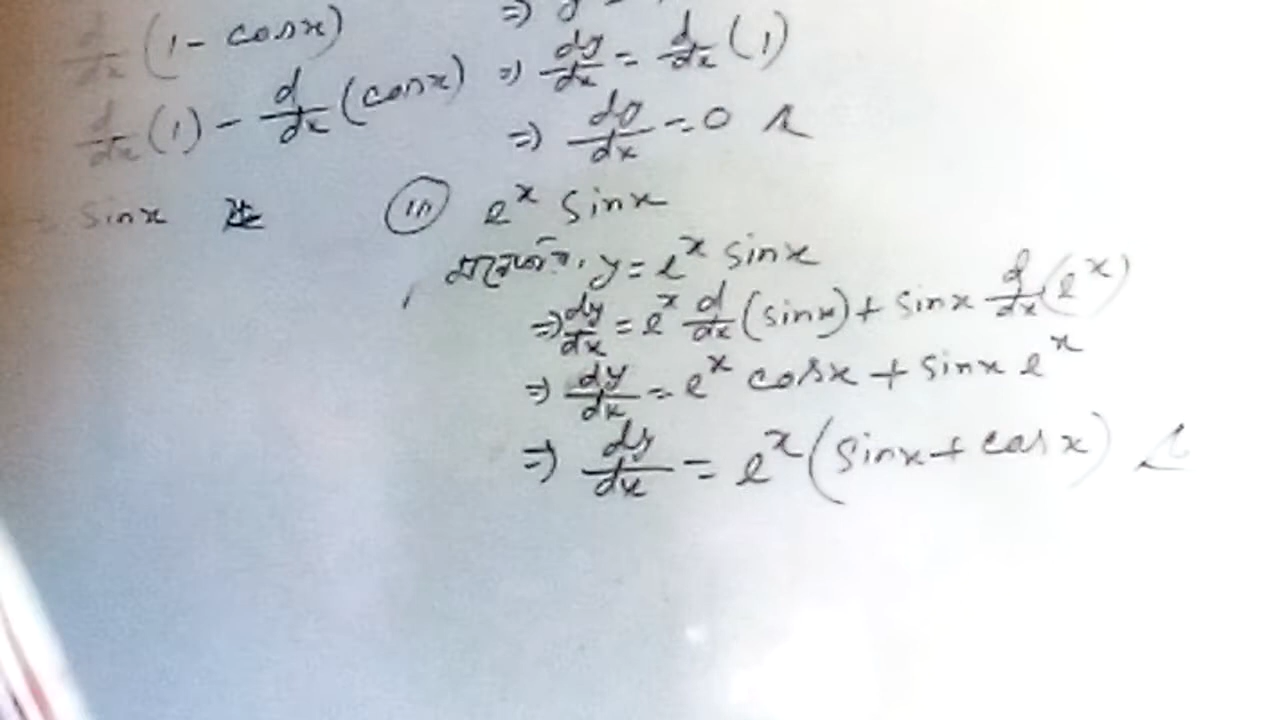 d/dx (1 - cosx)
d/dx (1) - d/dx (cosx)
sinx
⇒ y =
⇒ dy/dx = d/dx (1)
⇒ dy/dx = 0
(iii) e^x sinx
y = e^x sinx
⇒ dy/dx = e^x d/dx (sinx) + sinx d/dx (e^x)
⇒ dy/dx = e^x cosx + sinx e^x
⇒ dy/dx = e^x (sinx + cosx)